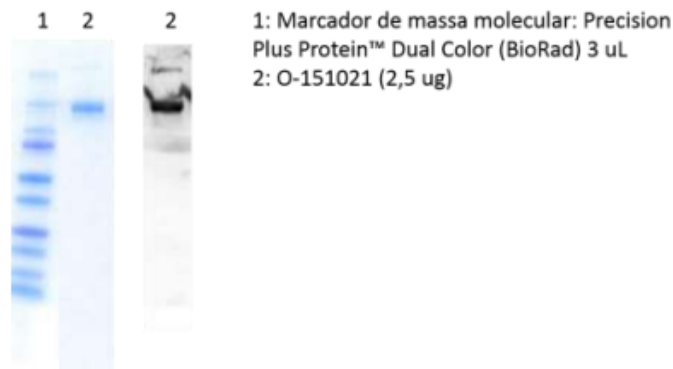 1 2 2
1: Marcador de massa molecular: Precision
Plus Protein™ Dual Color (BioRad) 3 uL
2: O-151021 (2,5 ug)